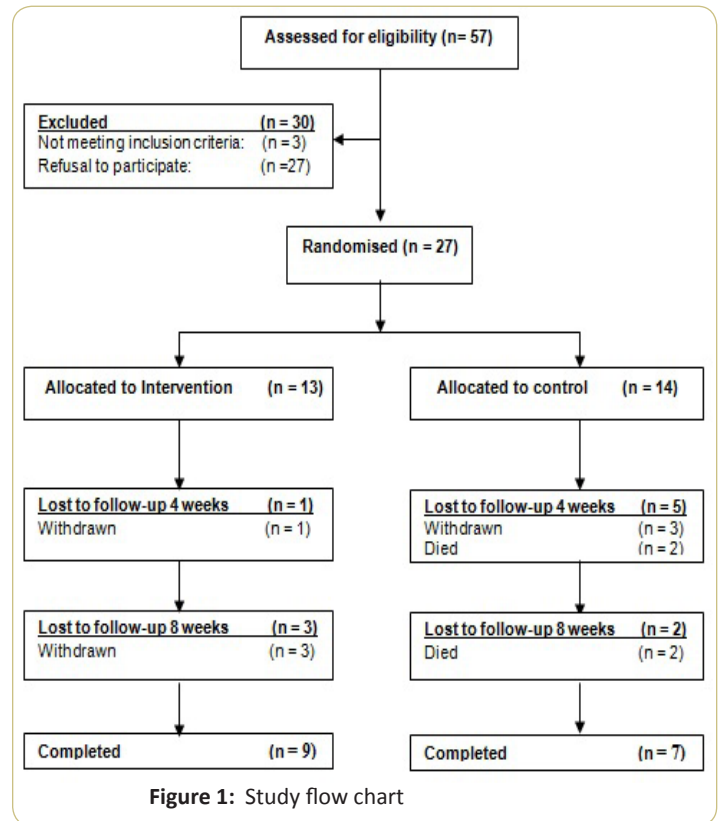 Assessed for eligibility (n= 57)
Excluded (n = 30)
Not meeting inclusion criteria: (n = 3)
Refusal to participate: (n =27)
Randomised (n = 27)
Allocated to Intervention (n = 13)
Allocated to control (n = 14)
Lost to follow-up 4 weeks (n = 1)
Withdrawn (n = 1)
Lost to follow-up 4 weeks (n = 5)
Withdrawn (n = 3)
Died (n = 2)
Lost to follow-up 8 weeks (n = 3)
Withdrawn (n = 3)
Lost to follow-up 8 weeks (n = 2)
Died (n = 2)
Completed (n = 9)
Completed (n = 7)
Figure 1: Study flow chart